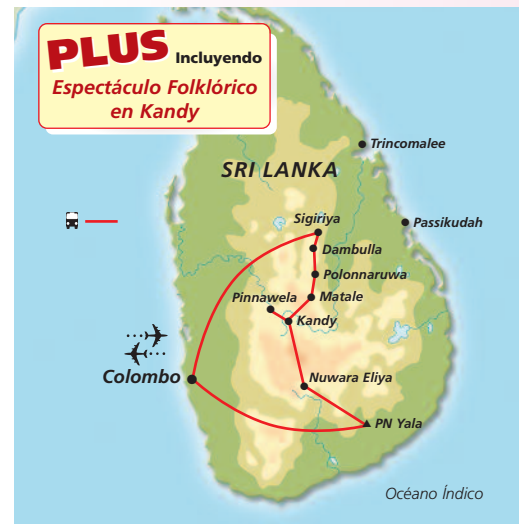 PLUS Incluyendo
Espectáculo Folklórico
en Kandy
Trincomalee
SRI LANKA
Sigiriya
Passikudah
Dambulla
Polonnaruwa
Pinnawela
Matale
Kandy
Colombo
Nuwara Eliya
PN Yala
Océano Índico